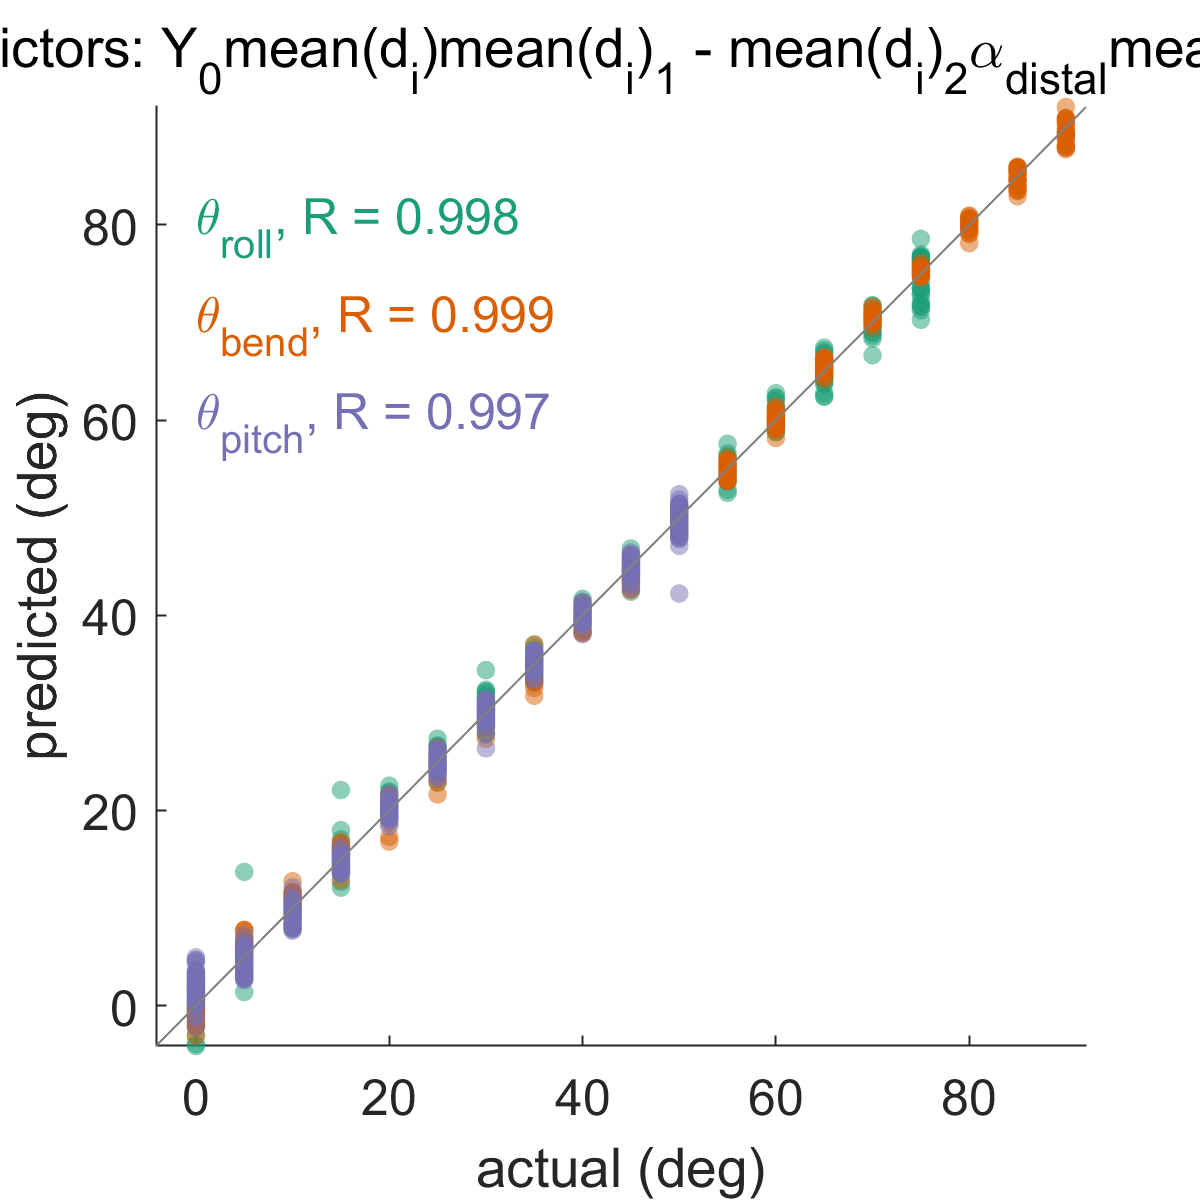 ictors: Y0mean(di)mean(di)1 - mean(di)2αdistalmea
θroll, R = 0.998
θbend, R = 0.999
θpitch, R = 0.997
predicted (deg)
80
60
40
20
0
0 20 40 60 80
actual (deg)